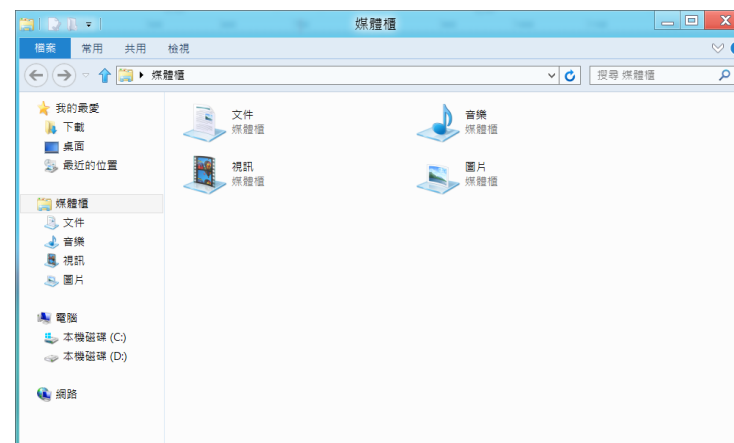 媒體櫃
檔案 常用 共用 檢視
媒體櫃 搜尋 媒體櫃
我的最愛
下載
桌面
最近的位置
媒體櫃
文件
音樂
視訊
圖片
電腦
本機磁碟 (C:)
本機磁碟 (D:)
網路
文件
媒體櫃
音樂
媒體櫃
視訊
媒體櫃
圖片
媒體櫃